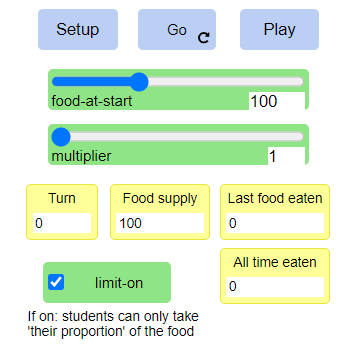 Setup Go Play
food-at-start 100
multiplier 1
Turn Food supply Last food eaten
0 100 0
All time eaten
0
limit-on
If on: students can only take
'their proportion' of the food